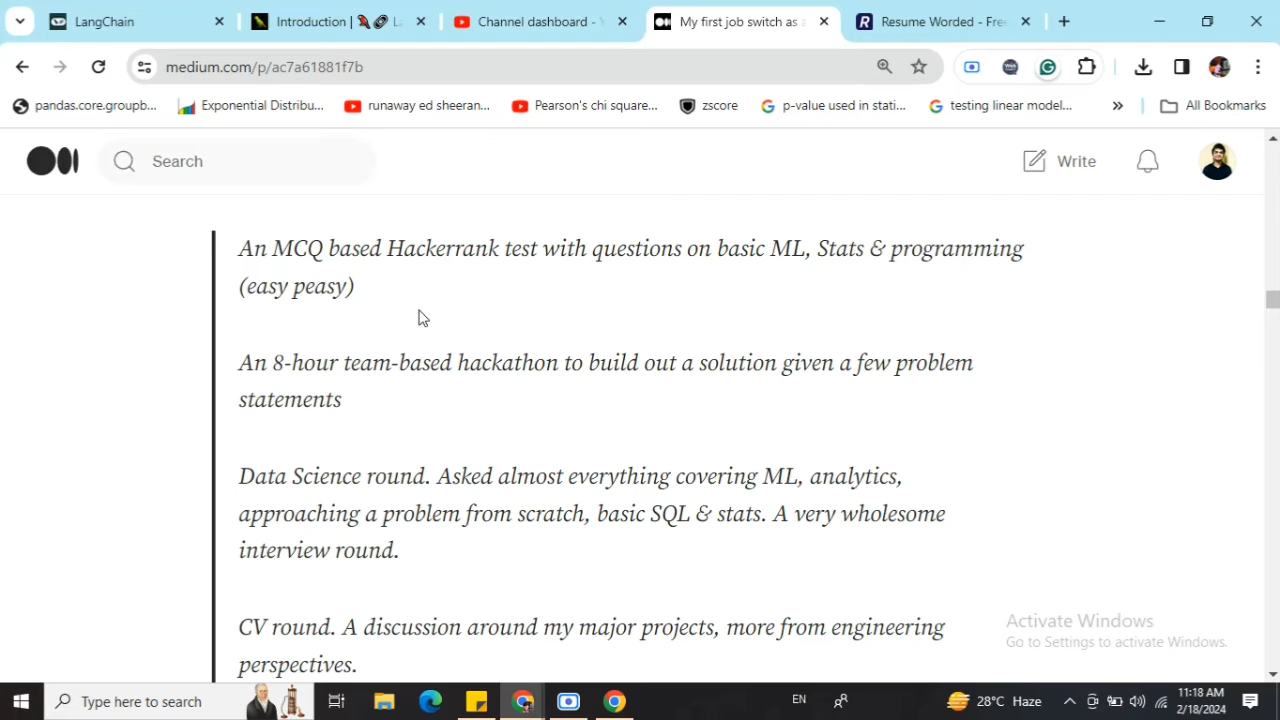 LangChain
Introduction | La
Channel dashboard - Y
My first job switch as a
Resume Worded - Free
medium.com/p/ac7a61881f7b
pandas.core.groupb...
Exponential Distribu...
runaway ed sheeran...
Pearson's chi square...
zscore
p-value used in stati...
testing linear model...
»
All Bookmarks
Search
Write
An MCQ based Hackerrank test with questions on basic ML, Stats & programming
(easy peasy)
An 8-hour team-based hackathon to build out a solution given a few problem
statements
Data Science round. Asked almost everything covering ML, analytics,
approaching a problem from scratch, basic SQL & stats. A very wholesome
interview round.
CV round. A discussion around my major projects, more from engineering
perspectives.
Activate Windows
Go to Settings to activate Windows.
Type here to search
EN
28°C Haze
11:18 AM
2/18/2024